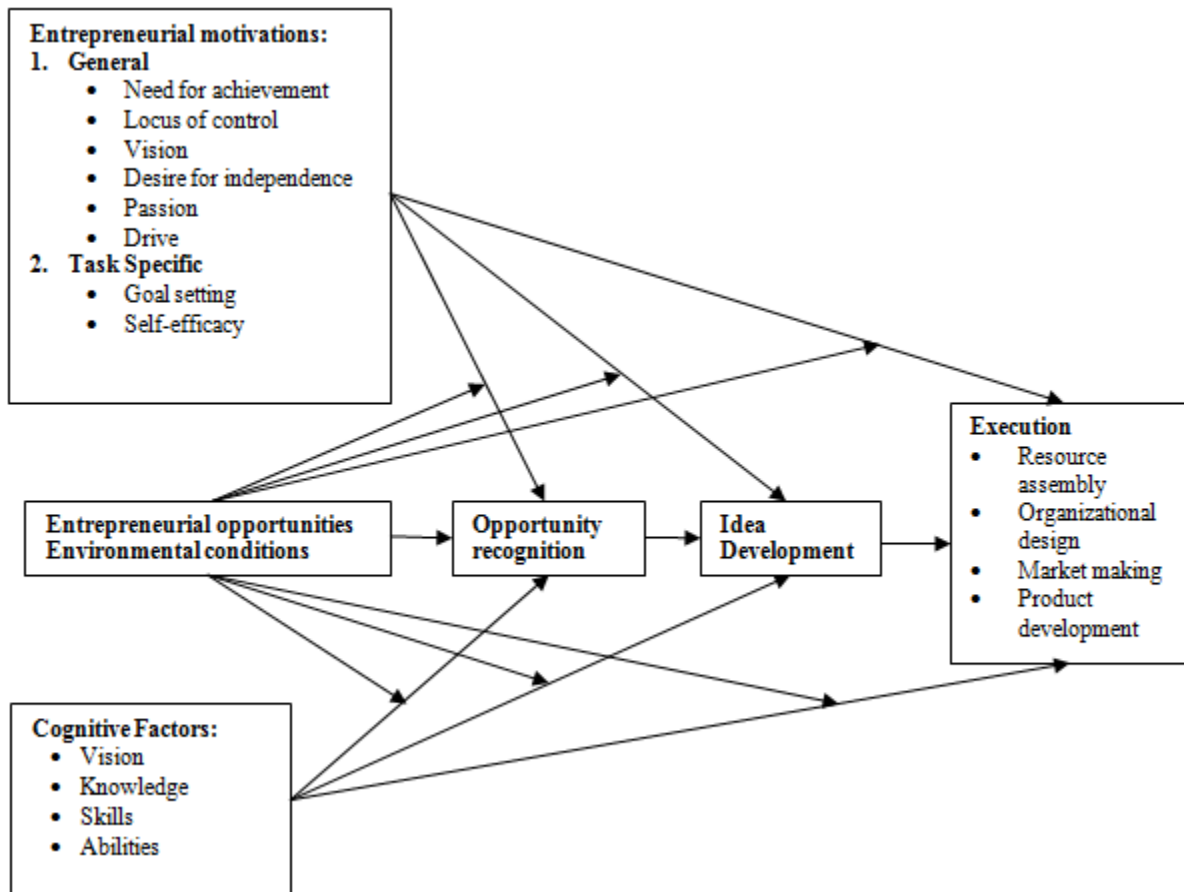 Entrepreneurial motivations:
1. General
• Need for achievement
• Locus of control
• Vision
• Desire for independence
• Passion
• Drive
2. Task Specific
• Goal setting
• Self-efficacy
Entrepreneurial opportunities
Environmental conditions
Opportunity
recognition
Idea
Development
Execution
• Resource
assembly
• Organizational
design
• Market making
• Product
development
Cognitive Factors:
• Vision
• Knowledge
• Skills
• Abilities